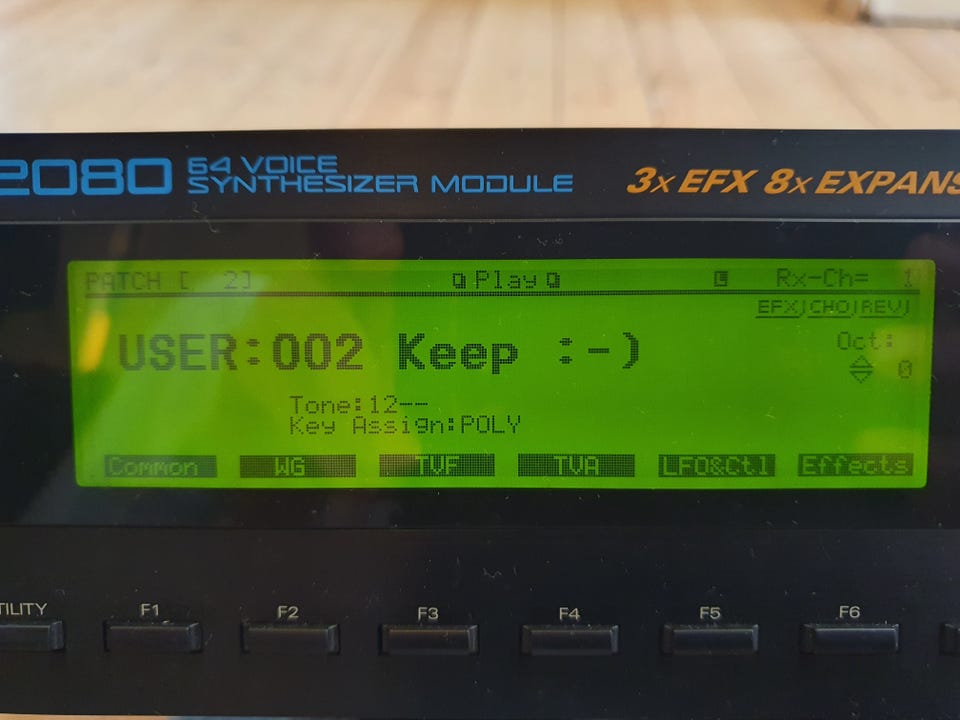 2080 64 VOICE SYNTHESIZER MODULE 3x EFX 8x EXPANS
PATCH [ 2] Play Rx-Ch= 1
EFX CHO REV
USER:002 Keep :-) Oct:
0
Tone:12--
Key Assign:POLY
Common WG TVF TVA LFO&Ctl Effects
TILITY F1 F2 F3 F4 F5 F6